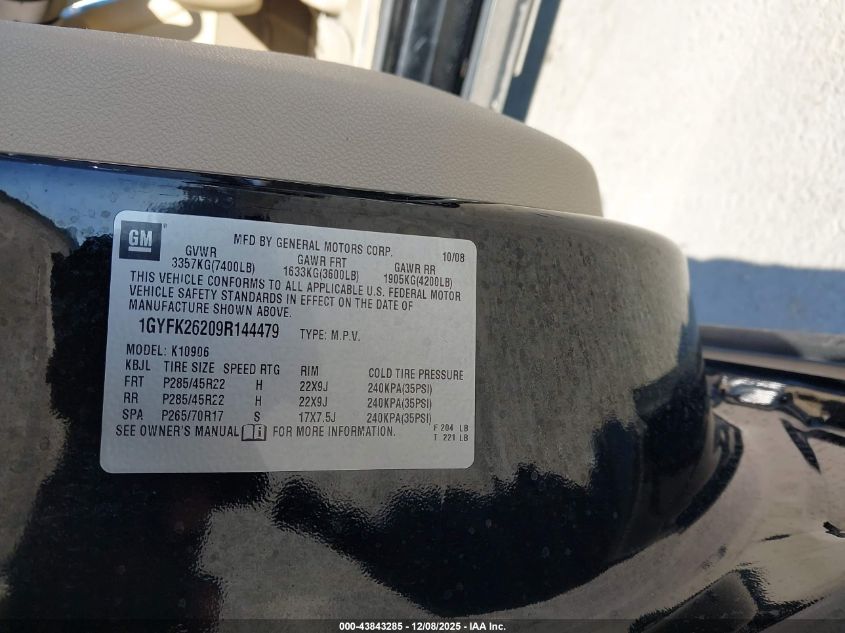 GM
MFD BY GENERAL MOTORS CORP. 10/08
GVWR GAWR FRT GAWR RR
3357KG(7400LB) 1633KG(3600LB) 1905KG(4200LB)
THIS VEHICLE CONFORMS TO ALL APPLICABLE U.S. FEDERAL MOTOR
VEHICLE SAFETY STANDARDS IN EFFECT ON THE DATE OF
MANUFACTURE SHOWN ABOVE.
1GYFK26209R144479 TYPE: M.P.V.
MODEL: K10906
KBJL TIRE SIZE SPEED RTG RIM COLD TIRE PRESSURE
FRT P285/45R22 H 22X9J 240KPA(35PSI)
RR P285/45R22 H 22X9J 240KPA(35PSI)
SPA P265/70R17 S 17X7.5J 240KPA(35PSI)
SEE OWNER'S MANUAL i FOR MORE INFORMATION. F 204 LB
T 221 LB
000-43843285 - 12/08/2025 - IAA Inc.